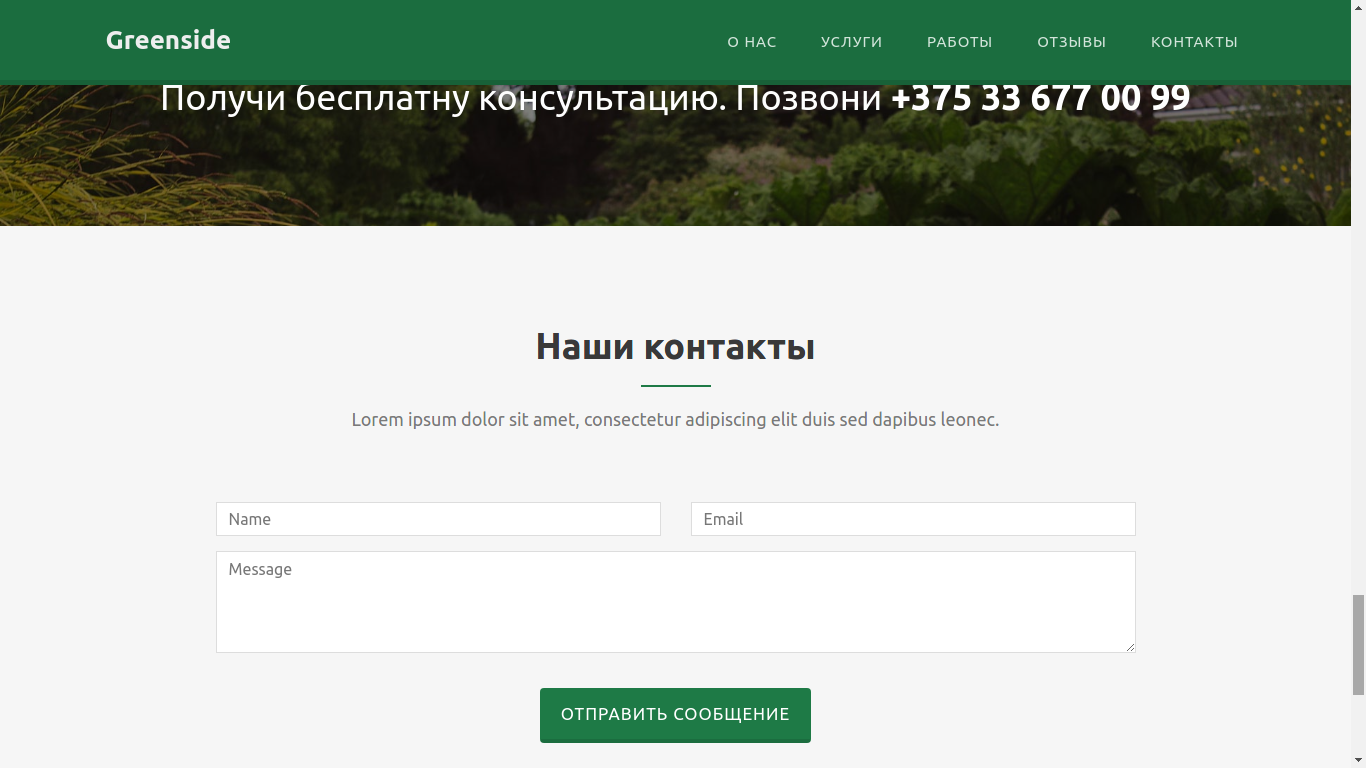 Greenside
О НАС УСЛУГИ РАБОТЫ ОТЗЫВЫ КОНТАКТЫ
Получи бесплатну консультацию. Позвони +375 33 677 00 99
Наши контакты
Lorem ipsum dolor sit amet, consectetur adipiscing elit duis sed dapibus leonec.
Name
Email
Message
ОТПРАВИТЬ СООБЩЕНИЕ